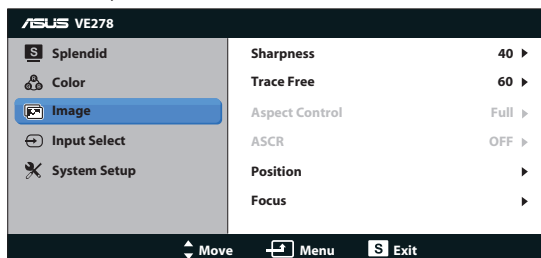 ASUS VE278
S Splendid
Color
Image
Input Select
System Setup
Sharpness 40
Trace Free 60
Aspect Control Full
ASCR OFF
Position
Focus
Move Menu S Exit